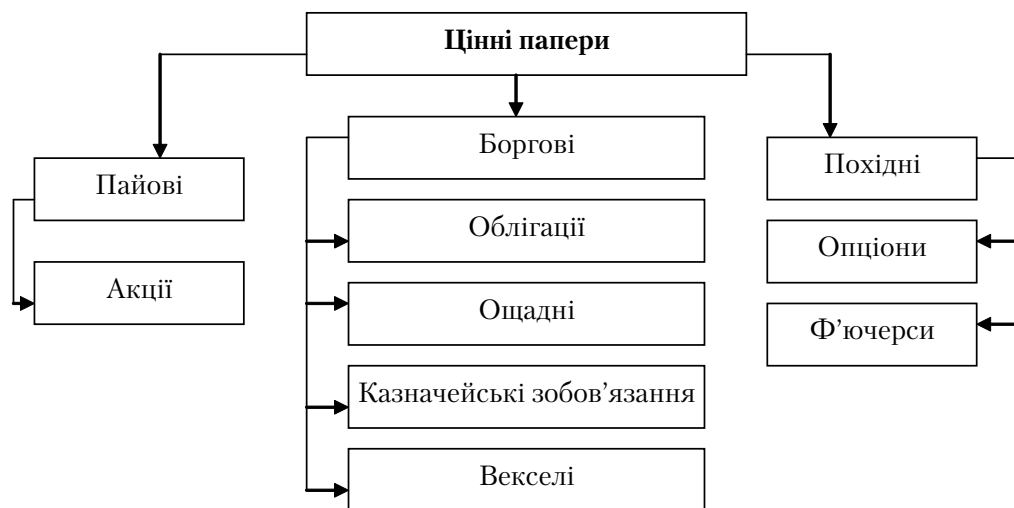 Цінні папери
Пайові
Акції
Боргові
Облігації
Ощадні
Казначейські зобов’язання
Векселі
Похідні
Опціони
Ф’ючерси